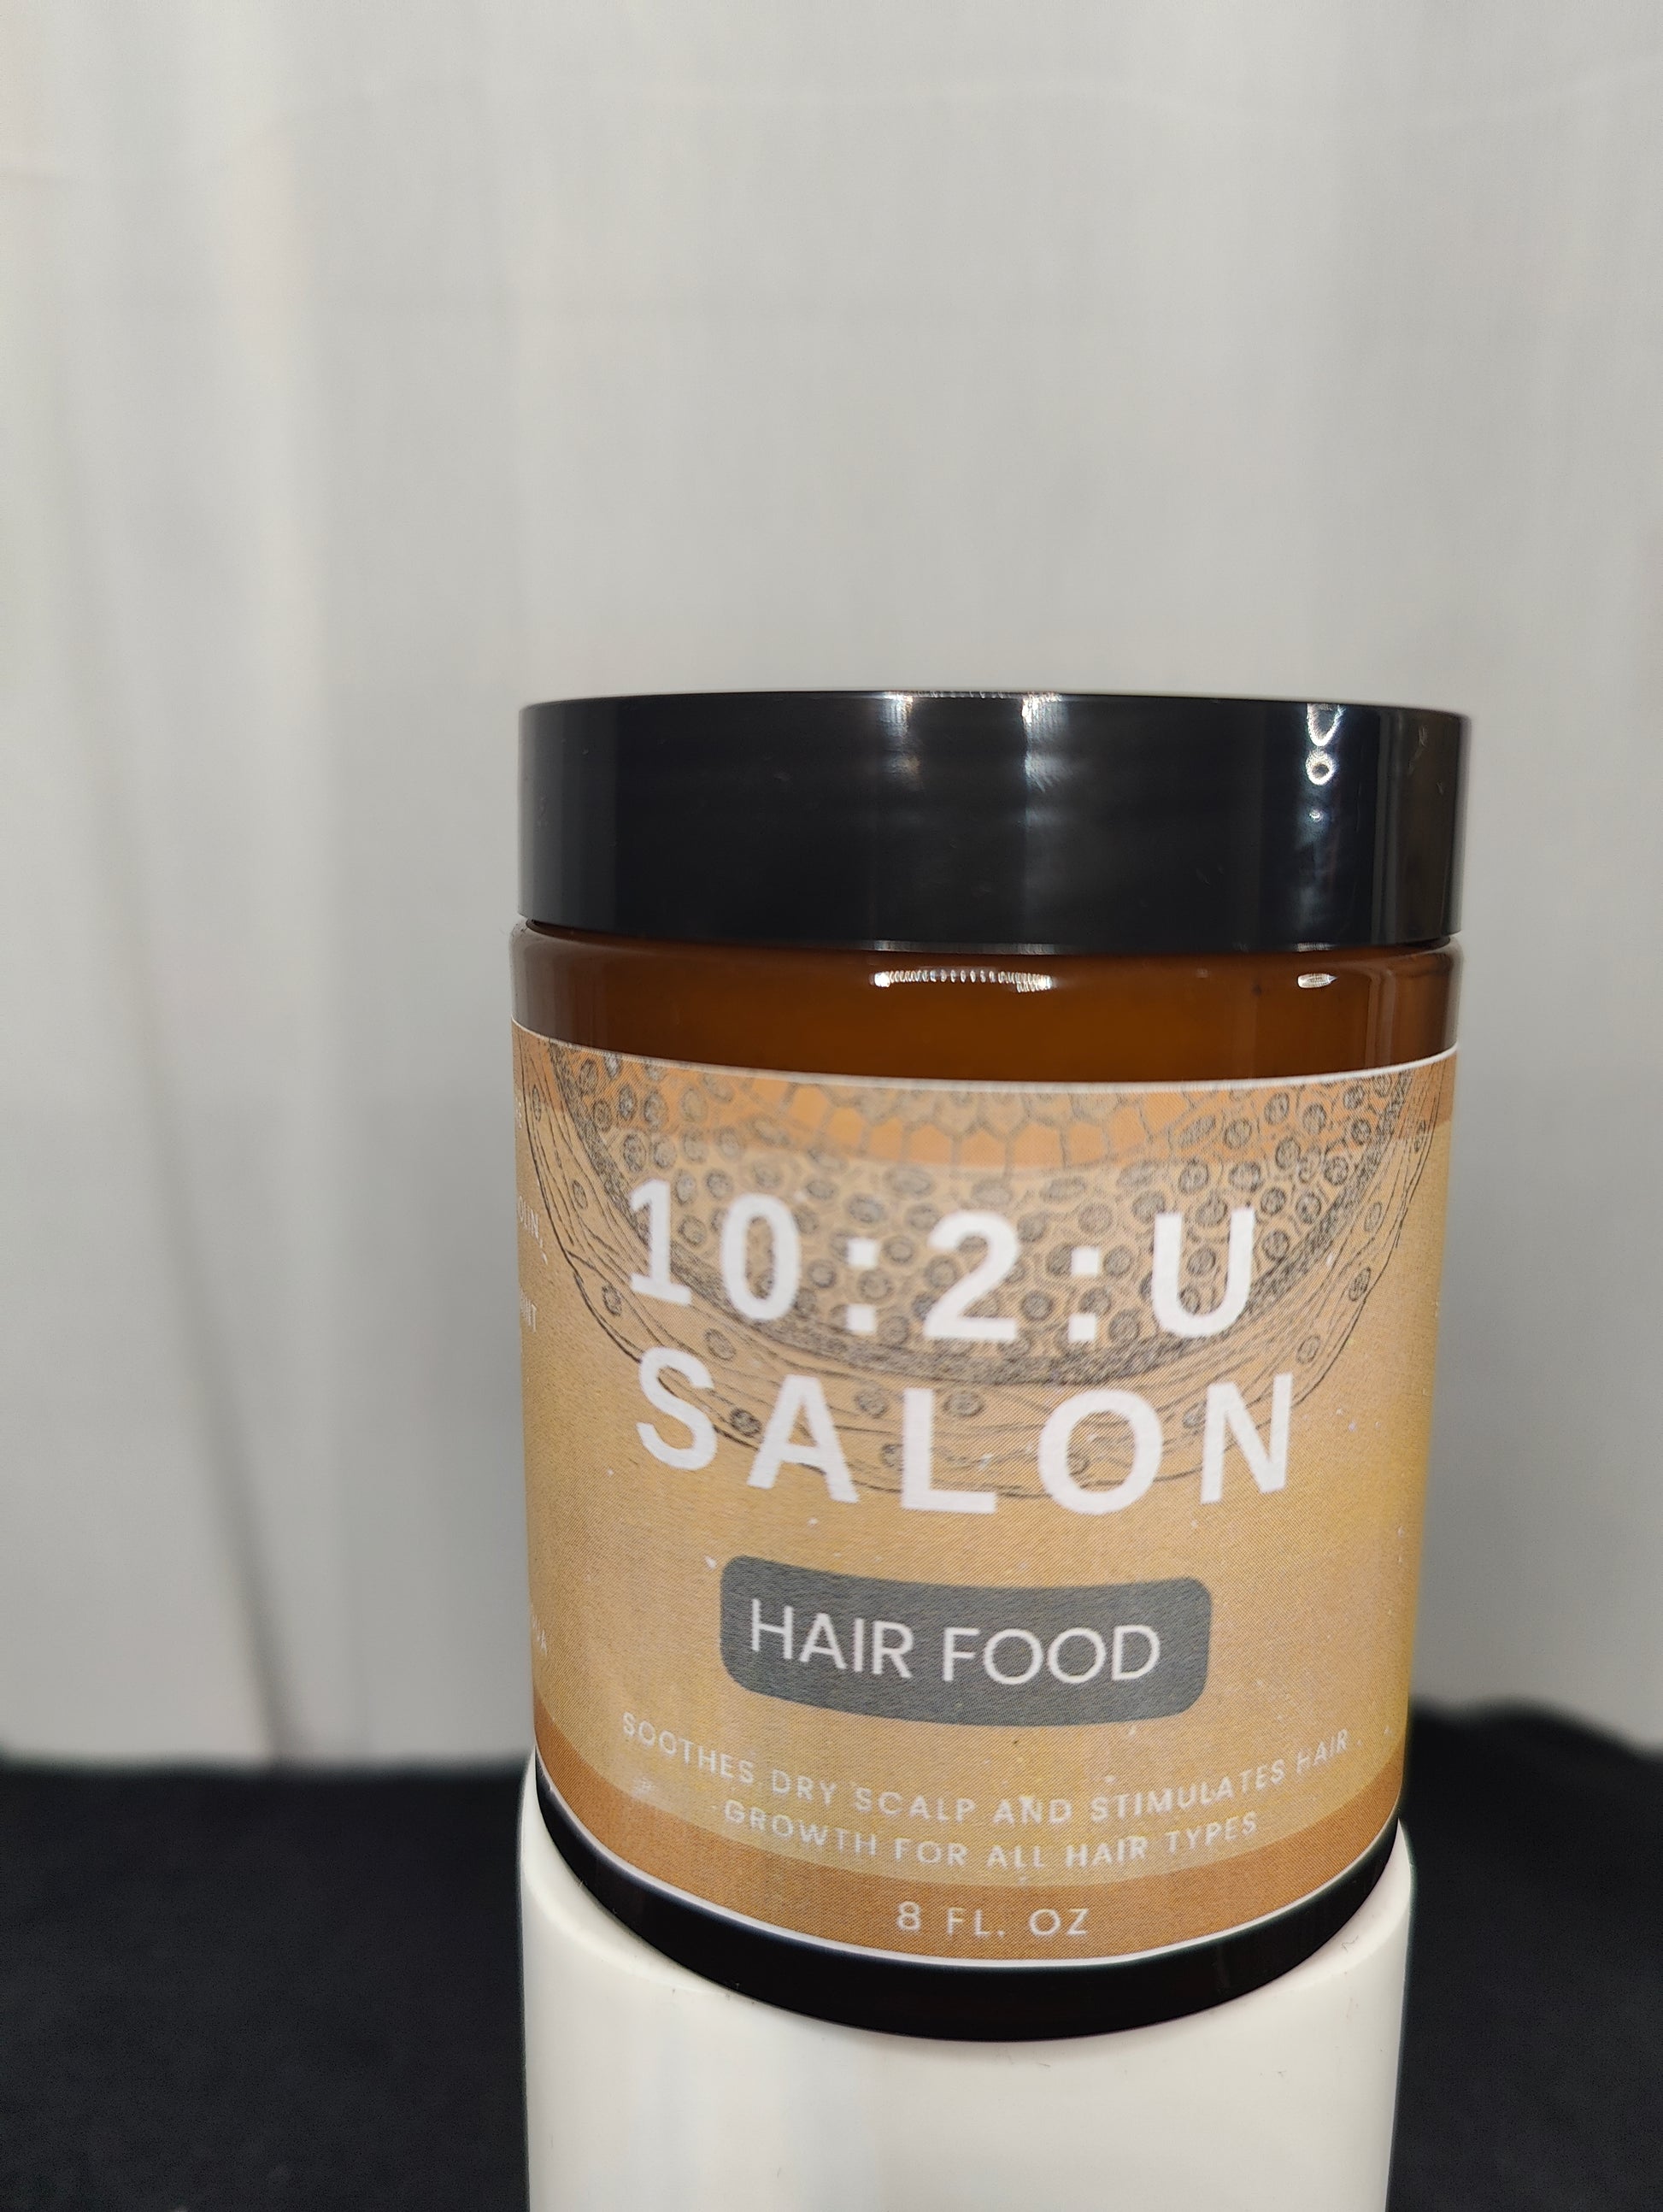 10:2:U
SALON
HAIR FOOD
SOOTHES DRY SCALP AND STIMULATES HAIR
GROWTH FOR ALL HAIR TYPES
8 FL. OZ